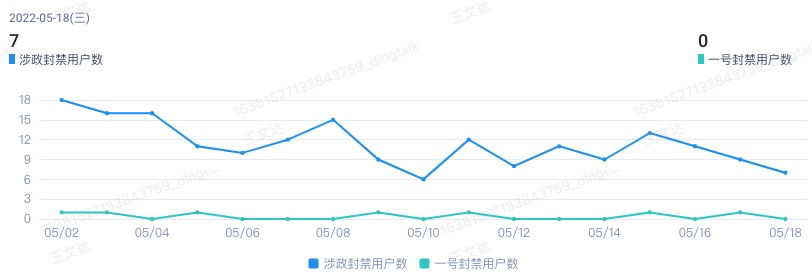 2022-05-18(三)
7
0
涉政封禁用户数
一号封禁用户数
18
15
12
9
6
3
0
05/02 05/04 05/06 05/08 05/10 05/12 05/14 05/16 05/18
涉政封禁用户数 一号封禁用户数
王文达
16381527133843759_dingtalk
16381527133843759_dingtalk
王文达
王文达
16381527133843759_dingtalk
王文达
王文达